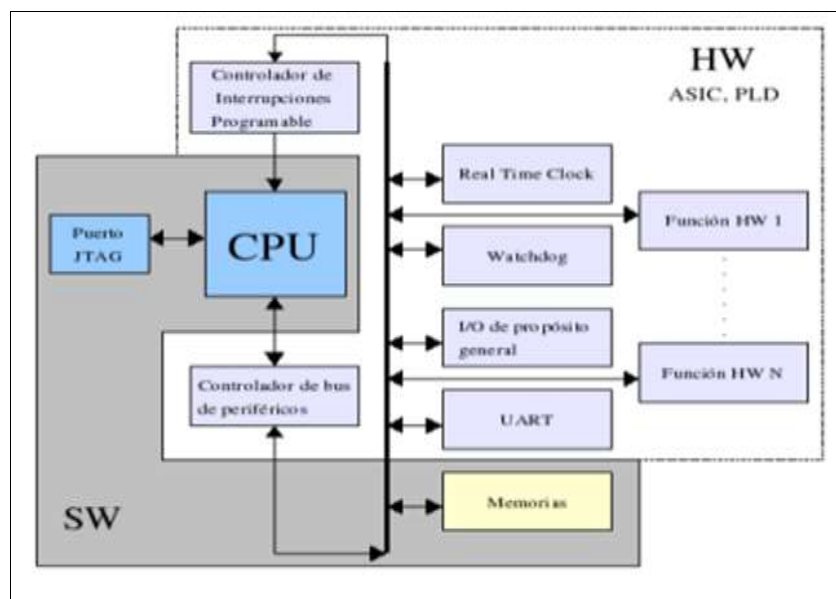 Controlador de
Interrupciones
Programable
HW
ASIC, PLD
Real Time Clock
Puerto
JTAG
CPU
Función HW 1
Watchdog
I/O de propósito
general
Función HW N
Controlador de bus
de periféricos
UART
SW
Memorias